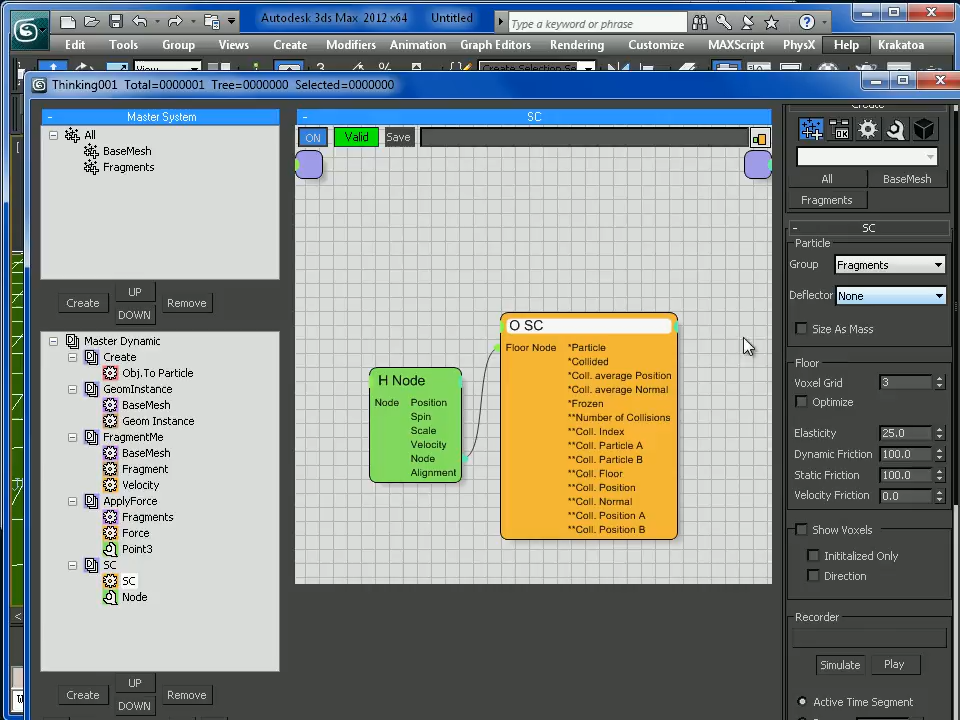 Autodesk 3ds Max 2012 x64 Untitled
Type a keyword or phrase
Edit Tools Group Views Create Modifiers Animation Graph Editors Rendering Customize MAXScript PhysX Help Krakatoa
View
Create Selection Se
Thinking001 Total=0000001 Tree=0000000 Selected=0000000
Master System
All
BaseMesh
Fragments
Create
UP
DOWN
Remove
Master Dynamic
Create
Obj.To Particle
GeomInstance
BaseMesh
Geom Instance
FragmentMe
BaseMesh
Fragment
Velocity
ApplyForce
Fragments
Force
Point3
SC
SC
Node
Create
UP
DOWN
Remove
SC
ON Valid Save
H Node
Node Position
Spin
Scale
Velocity
Node
Alignment
O SC
Floor Node *Particle
*Collided
*Coll. average Position
*Coll. average Normal
*Frozen
**Number of Collisions
**Coll. Index
**Coll. Particle A
**Coll. Particle B
**Coll. Floor
**Coll. Position
**Coll. Normal
**Coll. Position A
**Coll. Position B
Create
All BaseMesh
Fragments
SC
Particle
Group Fragments
Deflector None
Size As Mass
Floor
Voxel Grid 3
Optimize
Elasticity 25.0
Dynamic Friction 100.0
Static Friction 100.0
Velocity Friction 0.0
Show Voxels
Inititalized Only
Direction
Recorder
Simulate Play
Active Time Segment